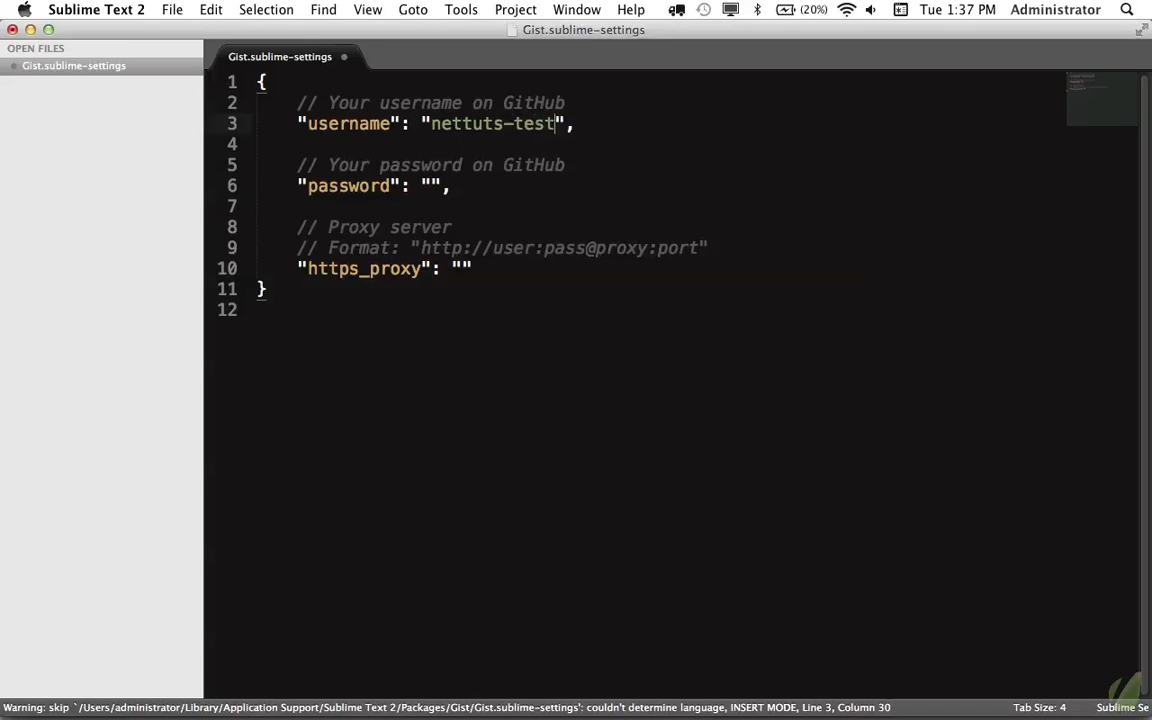 Sublime Text 2 File Edit Selection Find View Goto Tools Project Window Help (20%) Tue 1:37 PM Administrator
Gist.sublime-settings
OPEN FILES
Gist.sublime-settings
Gist.sublime-settings
1 {
2 // Your username on GitHub
3 "username": "nettuts-test",
4
5 // Your password on GitHub
6 "password": "",
7
8 // Proxy server
9 // Format: "http://user:pass@proxy:port"
10 "https_proxy": ""
11 }
12
Warning: skip `/Users/administrator/Library/Application Support/Sublime Text 2/Packages/Gist/Gist.sublime-settings': couldn't determine language, INSERT MODE, Line 3, Column 30 Tab Size: 4 Sublime Se